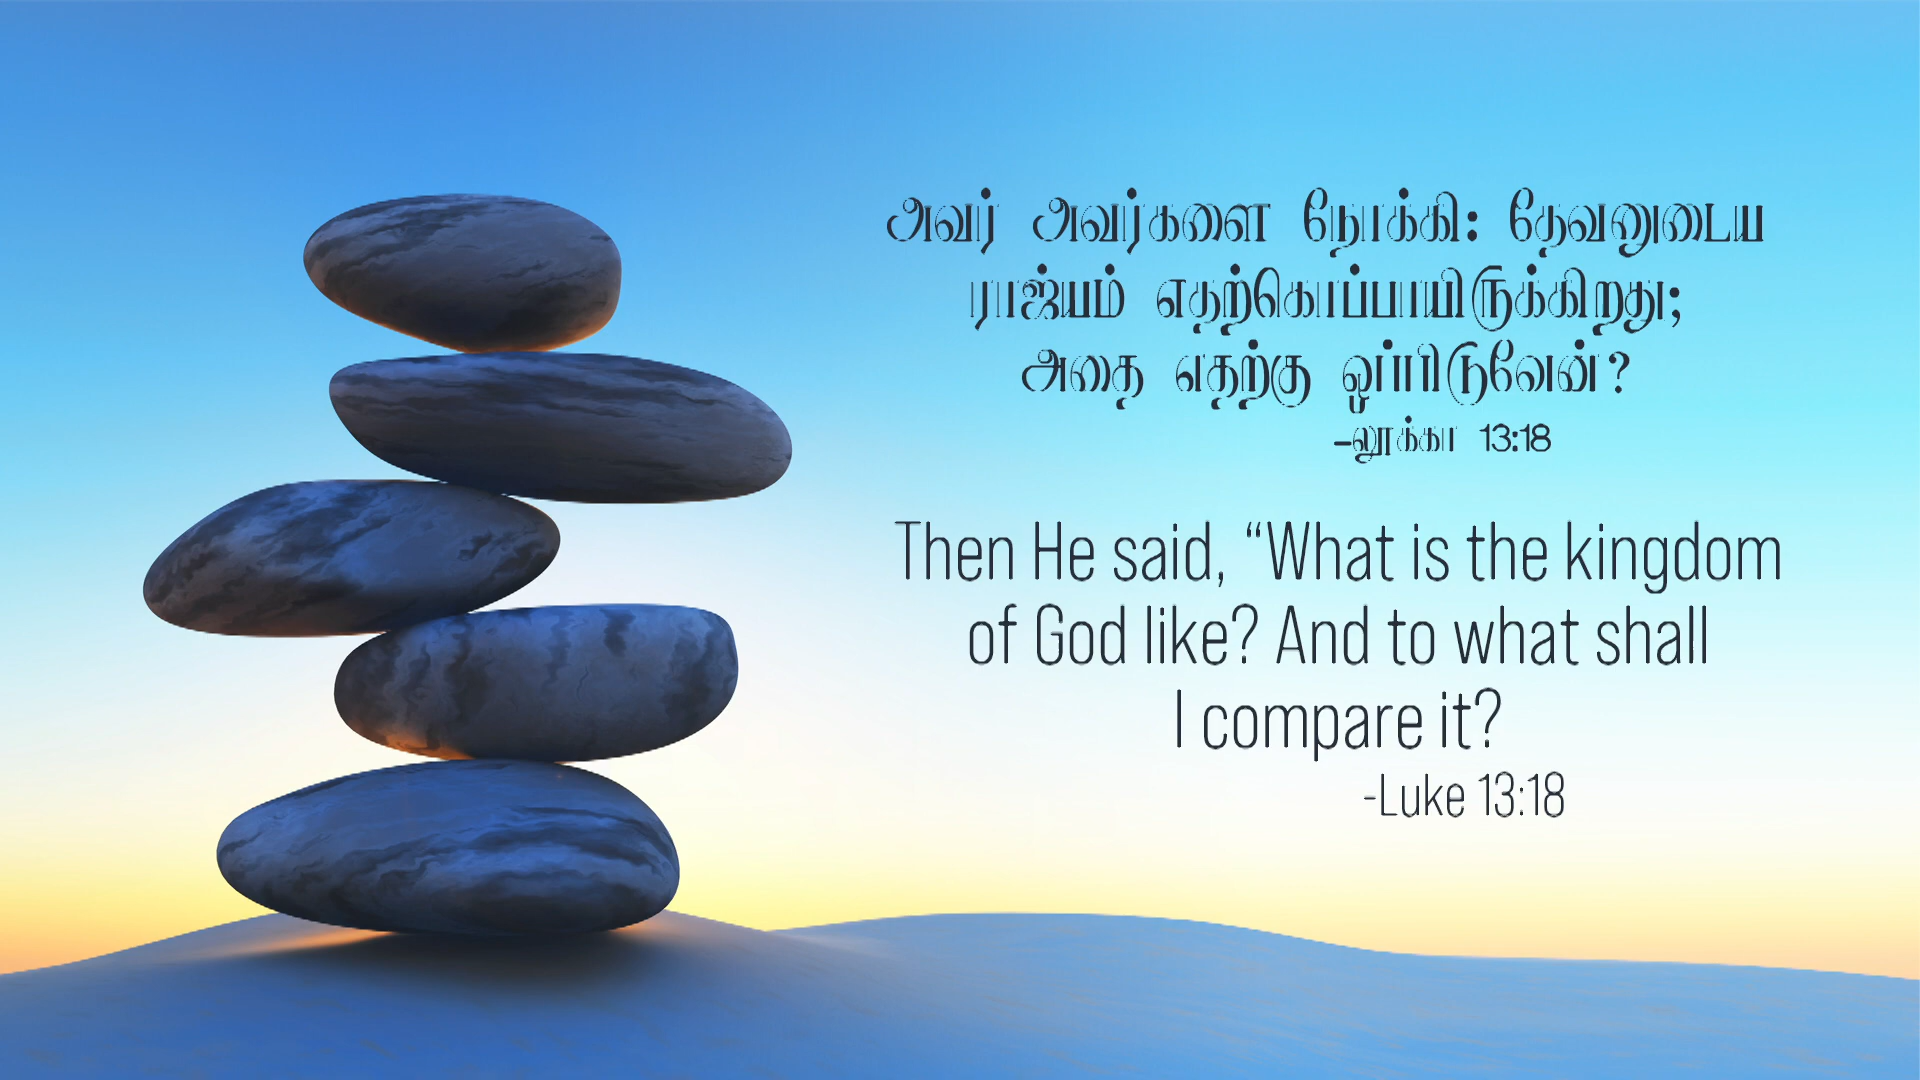 அவர் அவர்களை நோக்கி: தேவனுடைய
ராஜ்யம் எதற்கொப்பாயிருக்கிறது;
அதை எதற்கு ஒப்பிடுவேன்?
-லூக்கா 13:18
Then He said, “What is the kingdom
of God like? And to what shall
I compare it?
-Luke 13:18